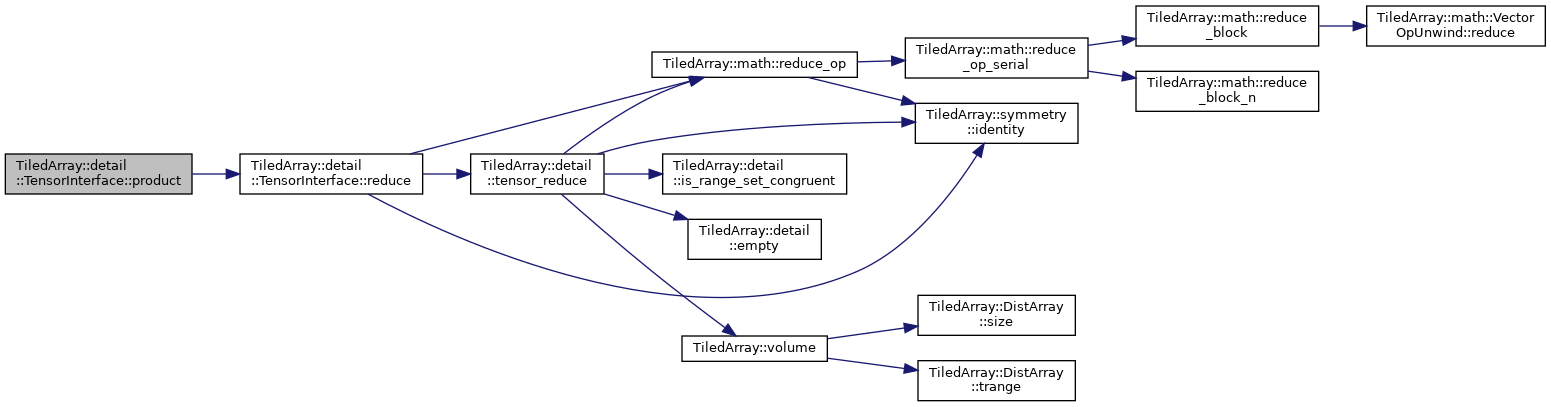 TiledArray::detail
::TensorInterface::product
TiledArray::detail
::TensorInterface::reduce
TiledArray::detail
::tensor_reduce
TiledArray::math::reduce_op
TiledArray::detail
::is_range_set_congruent
TiledArray::detail
::empty
TiledArray::volume
TiledArray::math::reduce
_op_serial
TiledArray::symmetry
::identity
TiledArray::DistArray
::size
TiledArray::DistArray
::trange
TiledArray::math::reduce
_block
TiledArray::math::reduce
_block_n
TiledArray::math::Vector
OpUnwind::reduce